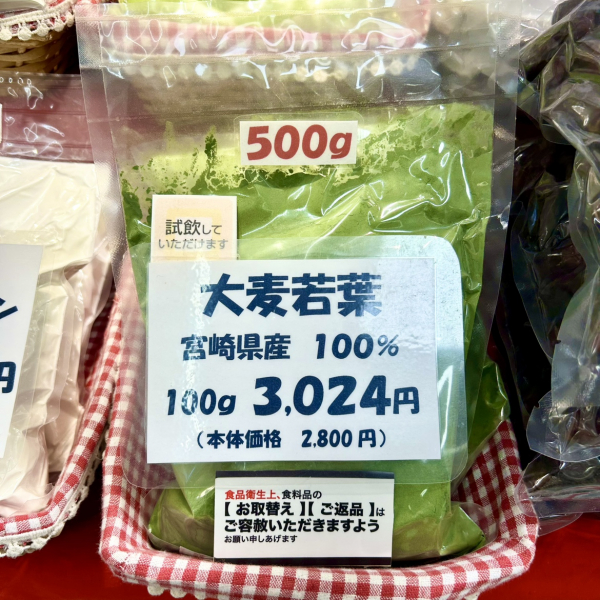 500g
試飲して
いただけます
大麦若葉
宮崎県産 100%
100g 3,024円
（本体価格 2,800円）
食品衛生上、食料品の
【お取替え】【ご返品】は
ご容赦いただきますよう
お願い申しあげます
ン
円